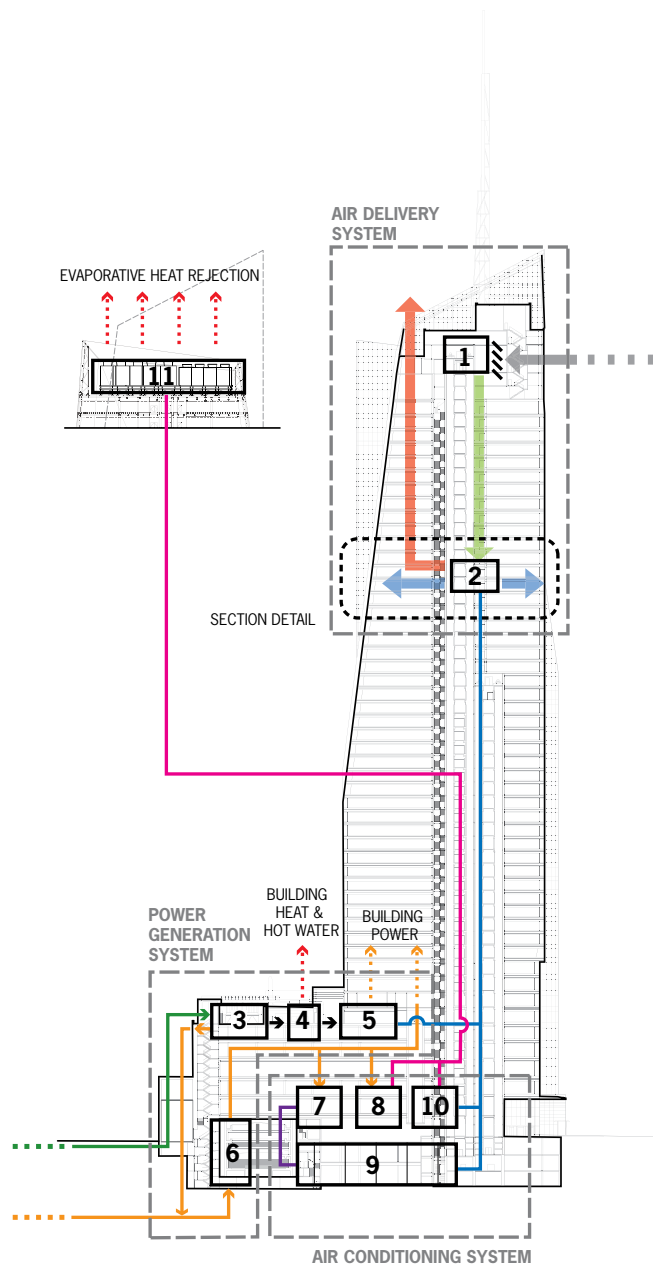 AIR DELIVERY
SYSTEM
EVAPORATIVE HEAT REJECTION
1
11
2
SECTION DETAIL
BUILDING
HEAT &
HOT WATER
BUILDING
POWER
POWER
GENERATION
SYSTEM
3
4
5
7
8
10
6
9
AIR CONDITIONING SYSTEM